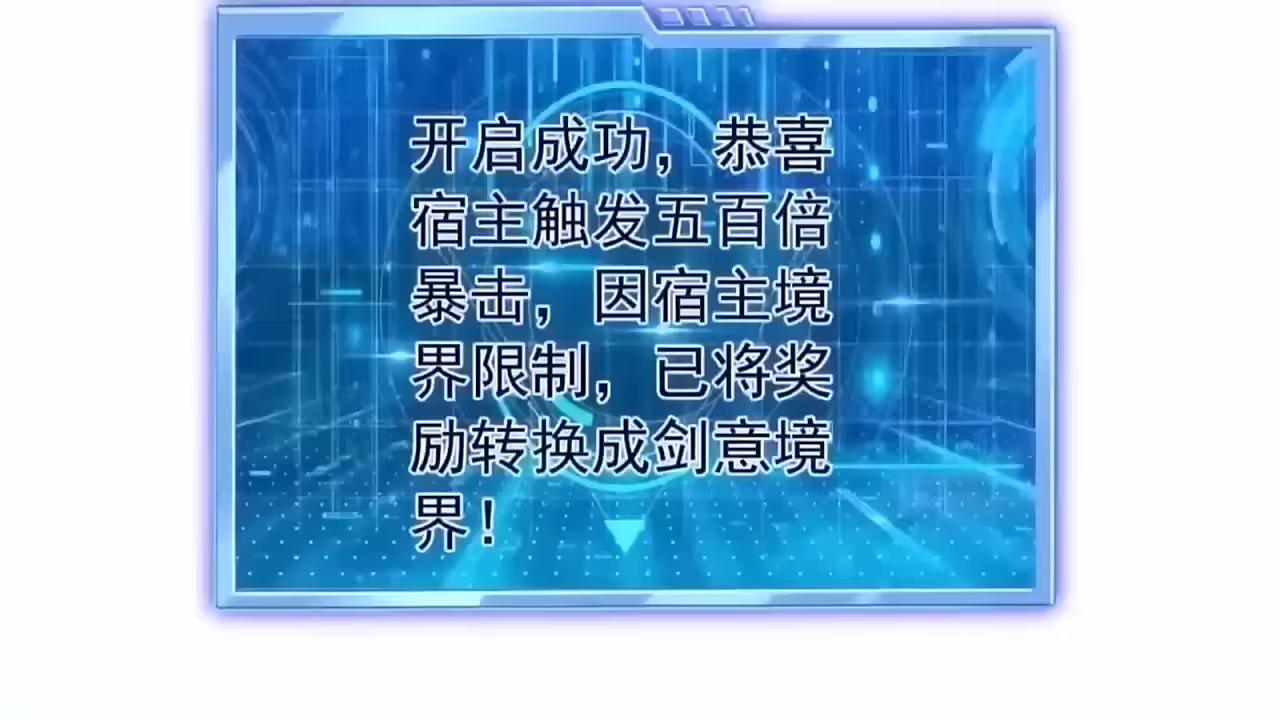 开启成功，恭喜
宿主触发五百倍
暴击，因宿主境
界限制，已将奖
励转换成剑意境
界！